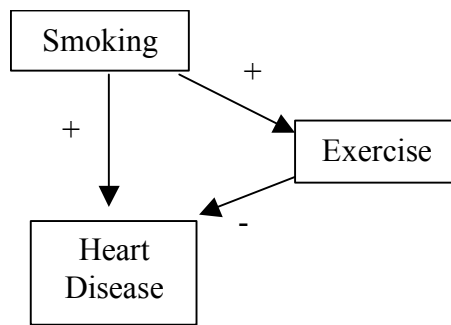 Smoking
+
+
Exercise
-
Heart
Disease